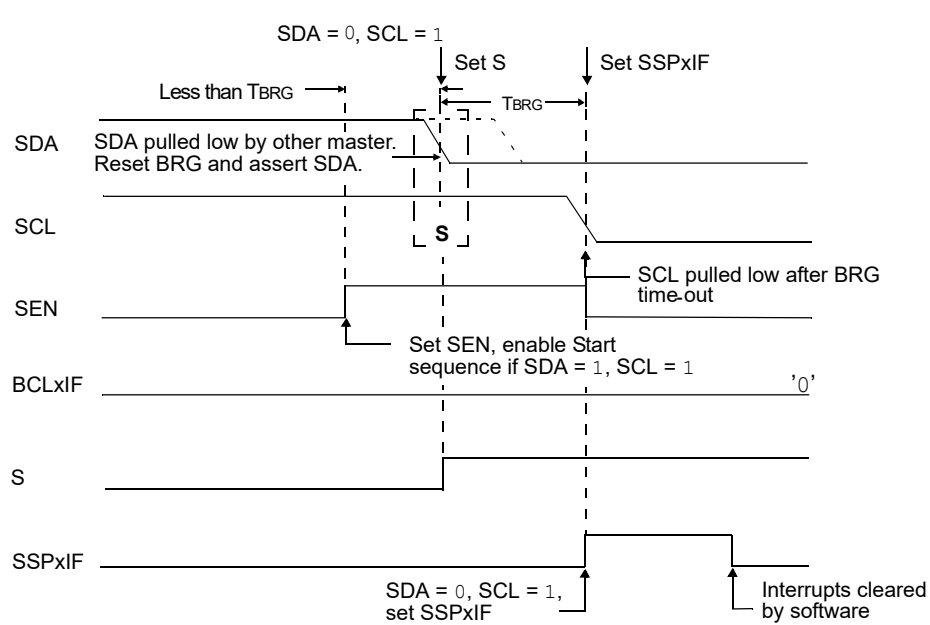 SDA = 0, SCL = 1
Set S
Set SSPxIF
Less than TBRG
TBRG
SDA
SDA pulled low by other master.
Reset BRG and assert SDA.
SCL
S
SCL pulled low after BRG
time-out
SEN
Set SEN, enable Start
sequence if SDA = 1, SCL = 1
BCLxIF
'0'
S
SSPxIF
SDA = 0, SCL = 1,
set SSPxIF
Interrupts cleared
by software